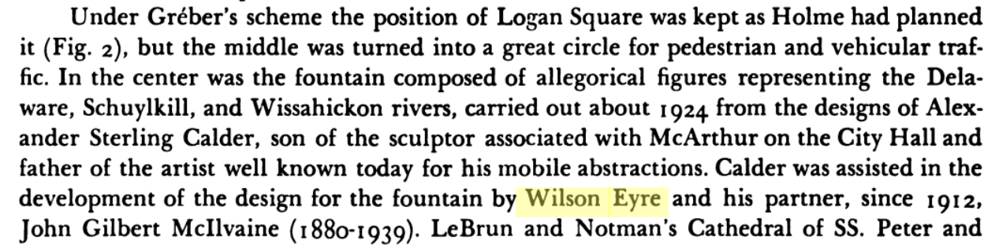 Under Gréber's scheme the position of Logan Square was kept as Holme had planned
it (Fig. 2), but the middle was turned into a great circle for pedestrian and vehicular traf-
fic. In the center was the fountain composed of allegorical figures representing the Dela-
ware, Schuylkill, and Wissahickon rivers, carried out about 1924 from the designs of Alex-
ander Sterling Calder, son of the sculptor associated with McArthur on the City Hall and
father of the artist well known today for his mobile abstractions. Calder was assisted in the
development of the design for the fountain by Wilson Eyre and his partner, since 1912,
John Gilbert McIlvaine (1880-1939). LeBrun and Notman's Cathedral of SS. Peter and